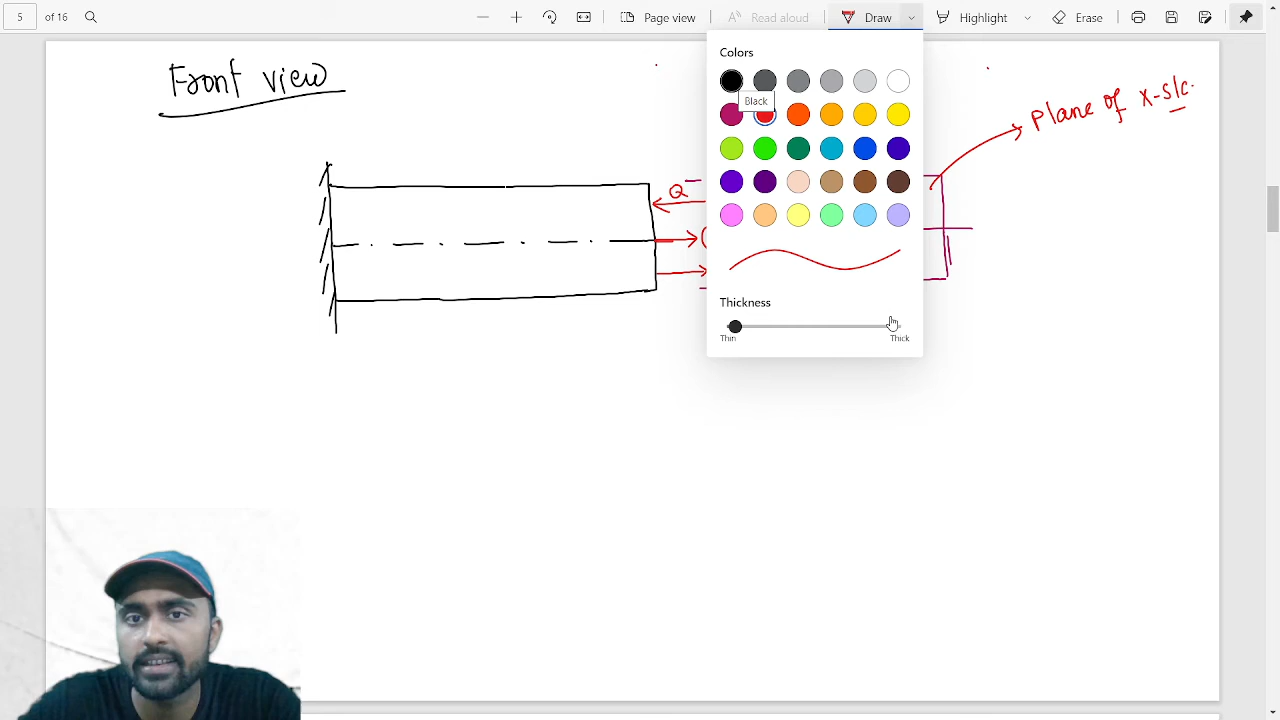 5 of 16 Page view Read aloud Draw Highlight Erase
Colors
Front view
Black
Plane of x-s/c.
Q
Thickness
Thin Thick